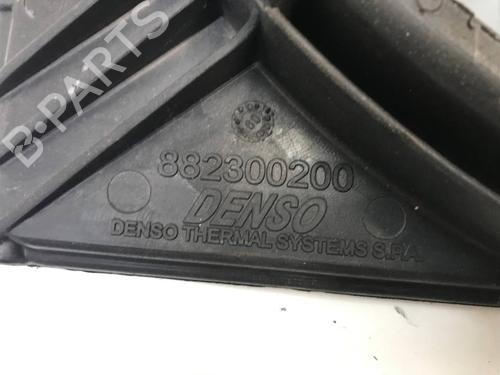 B-PARTS
882300200
DENSO
DENSO THERMAL SYSTEMS S.P.A.